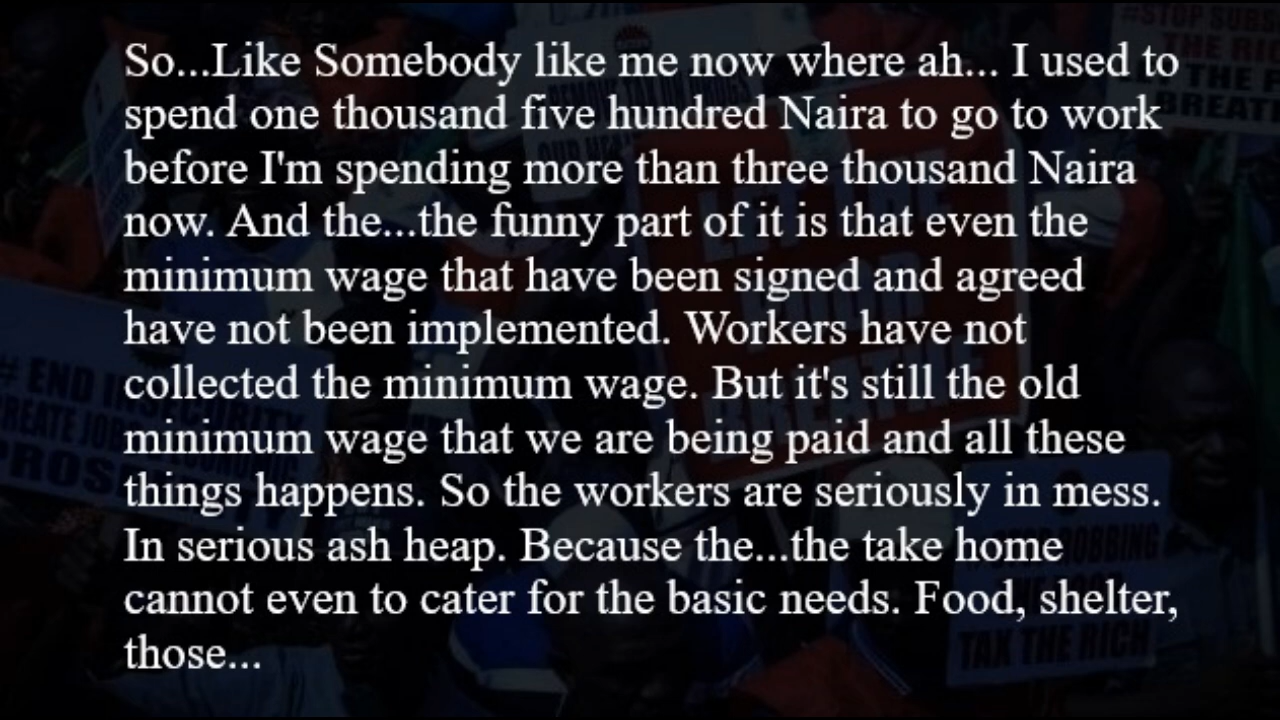 So...Like Somebody like me now where ah... I used to
spend one thousand five hundred Naira to go to work
before I'm spending more than three thousand Naira
now. And the...the funny part of it is that even the
minimum wage that have been signed and agreed
have not been implemented. Workers have not
collected the minimum wage. But it's still the old
minimum wage that we are being paid and all these
things happens. So the workers are seriously in mess.
In serious ash heap. Because the...the take home
cannot even to cater for the basic needs. Food, shelter,
those...
# END INSECURITY
TAX THE RICH